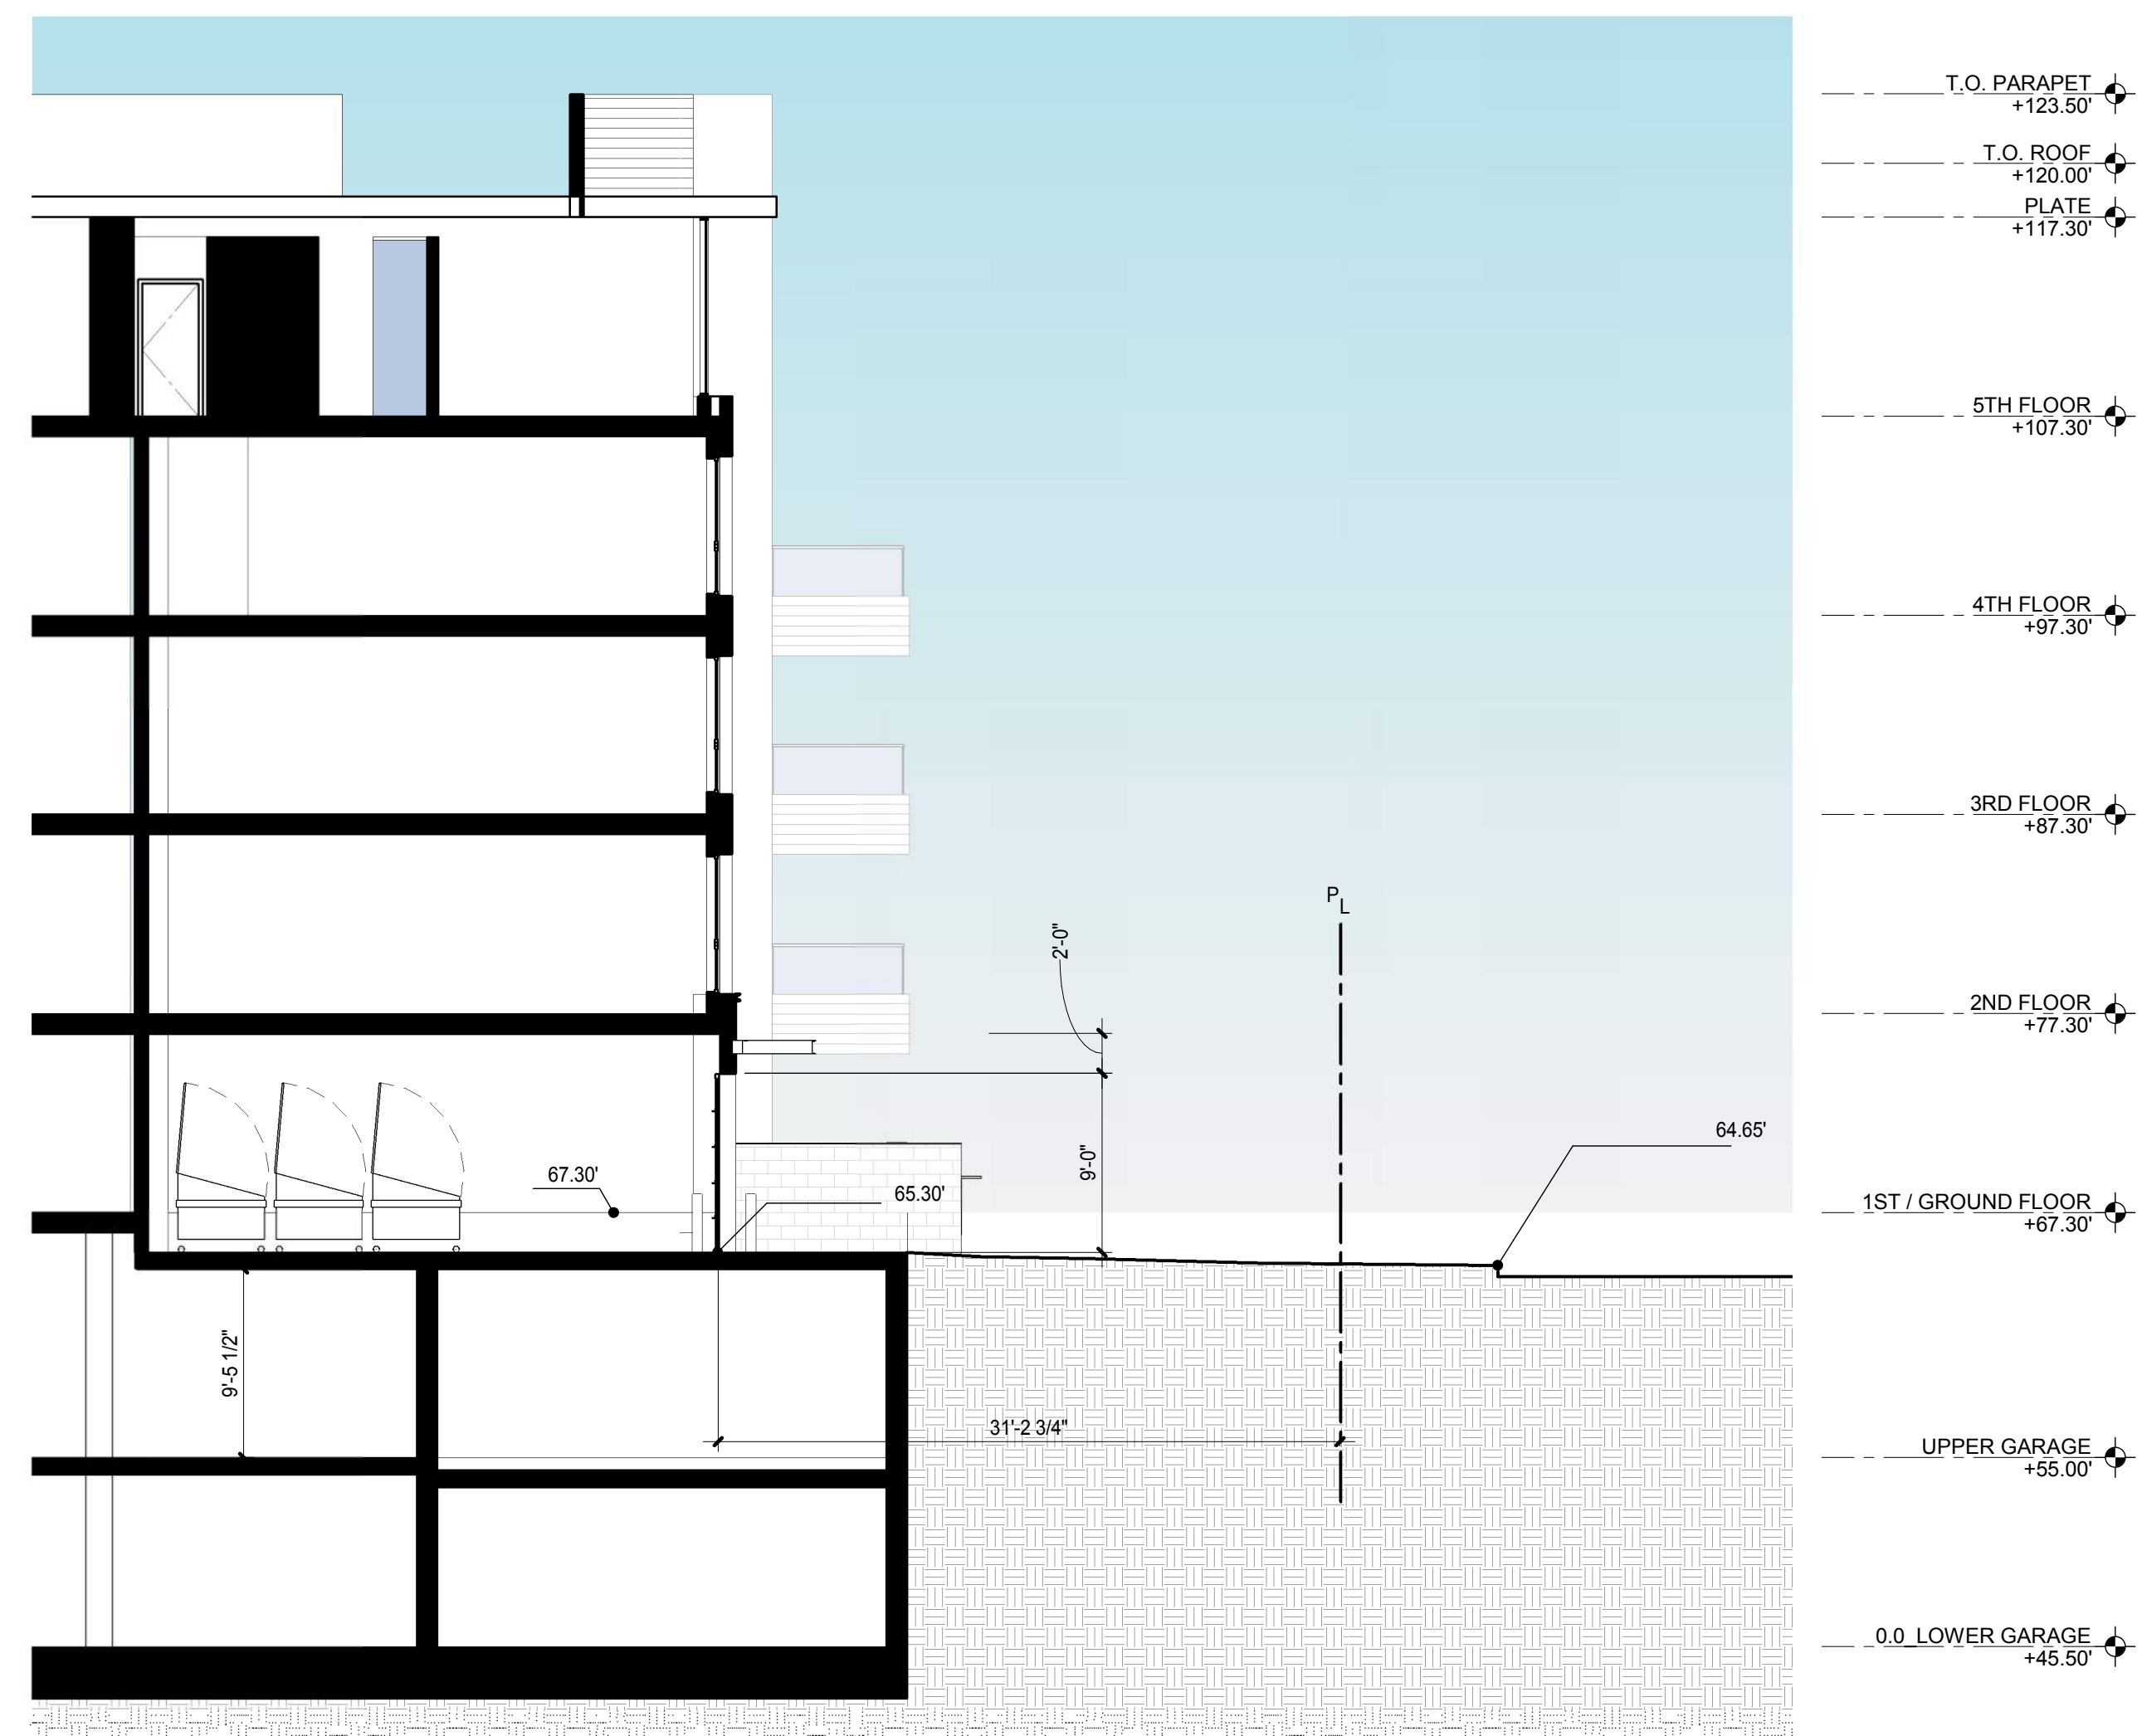 T.O. PARAPET
+123.50'
T.O. ROOF
+120.00'
PLATE
+117.30'
5TH FLOOR
+107.30'
4TH FLOOR
+97.30'
3RD FLOOR
+87.30'
PL
2'-0"
2ND FLOOR
+77.30'
64.65'
9'-0"
67.30'
65.30'
1ST / GROUND FLOOR
+67.30'
9'-5 1/2"
31'-2 3/4"
UPPER GARAGE
+55.00'
0.0_LOWER GARAGE
+45.50'